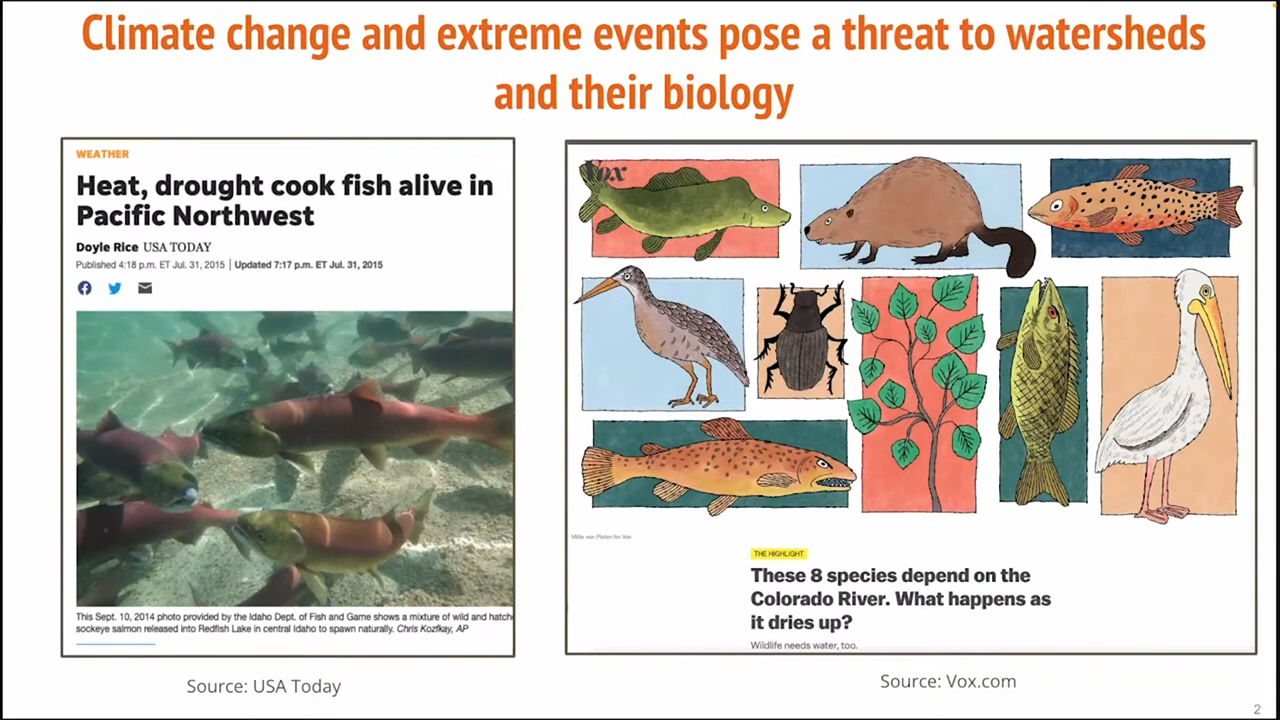 Climate change and extreme events pose a threat to watersheds
and their biology
WEATHER
Heat, drought cook fish alive in
Pacific Northwest
Doyle Rice USA TODAY
Published 4:18 p.m. ET Jul. 31, 2015 | Updated 7:17 p.m. ET Jul. 31, 2015
This Sept. 10, 2014 photo provided by the Idaho Dept. of Fish and Game shows a mixture of wild and hatch
sockeye salmon released into Redfish Lake in central Idaho to spawn naturally. Chris Kozfkay, AP
Source: USA Today
Vox
Millie von Platen for Vox
THE HIGHLIGHT
These 8 species depend on the
Colorado River. What happens as
it dries up?
Wildlife needs water, too.
Source: Vox.com
2